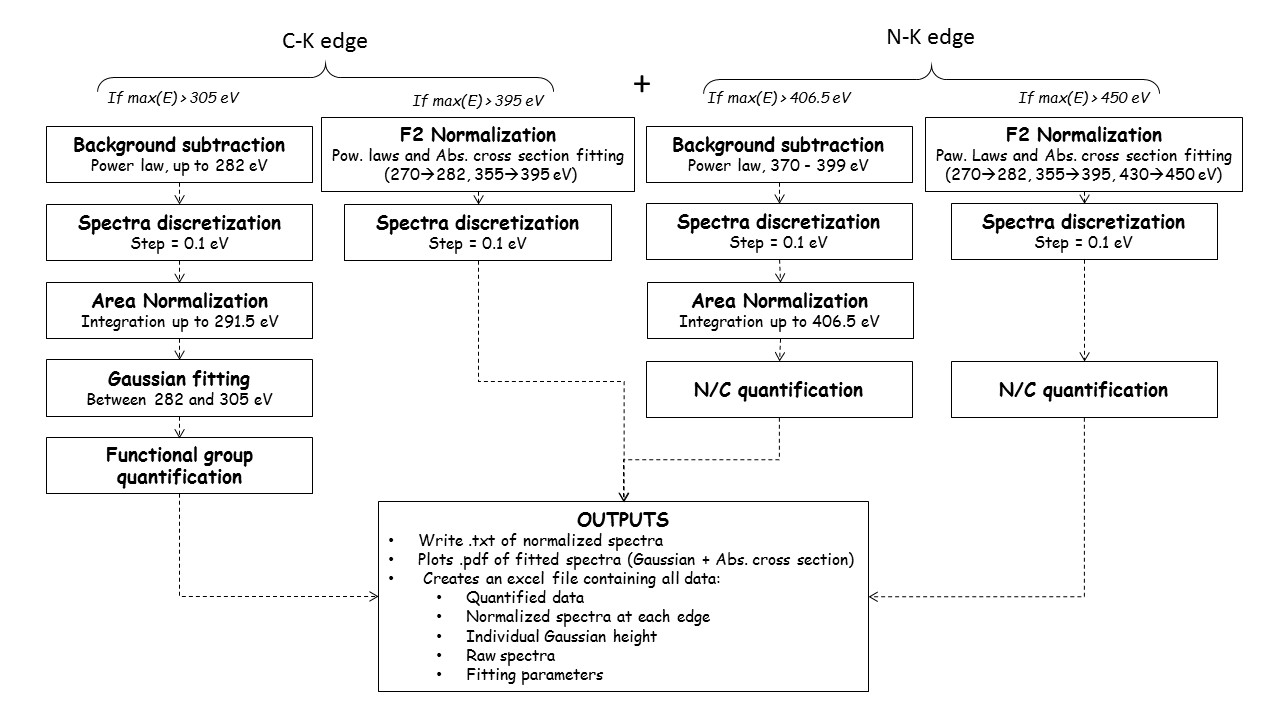 C-K edge
N-K edge
+
If max(E) > 305 eV
If max(E) > 395 eV
If max(E) > 406.5 eV
If max(E) > 450 eV
Background subtraction
Power law, up to 282 eV
Spectra discretization
Step = 0.1 eV
Area Normalization
Integration up to 291.5 eV
Gaussian fitting
Between 282 and 305 eV
Functional group
quantification
F2 Normalization
Pow. laws and Abs. cross section fitting
(270→282, 355→395 eV)
Spectra discretization
Step = 0.1 eV
Background subtraction
Power law, 370 - 399 eV
Spectra discretization
Step = 0.1 eV
Area Normalization
Integration up to 406.5 eV
N/C quantification
F2 Normalization
Paw. Laws and Abs. cross section fitting
(270→282, 355→395, 430→450 eV)
Spectra discretization
Step = 0.1 eV
N/C quantification
OUTPUTS
• Write .txt of normalized spectra
• Plots .pdf of fitted spectra (Gaussian + Abs. cross section)
• Creates an excel file containing all data:
• Quantified data
• Normalized spectra at each edge
• Individual Gaussian height
• Raw spectra
• Fitting parameters